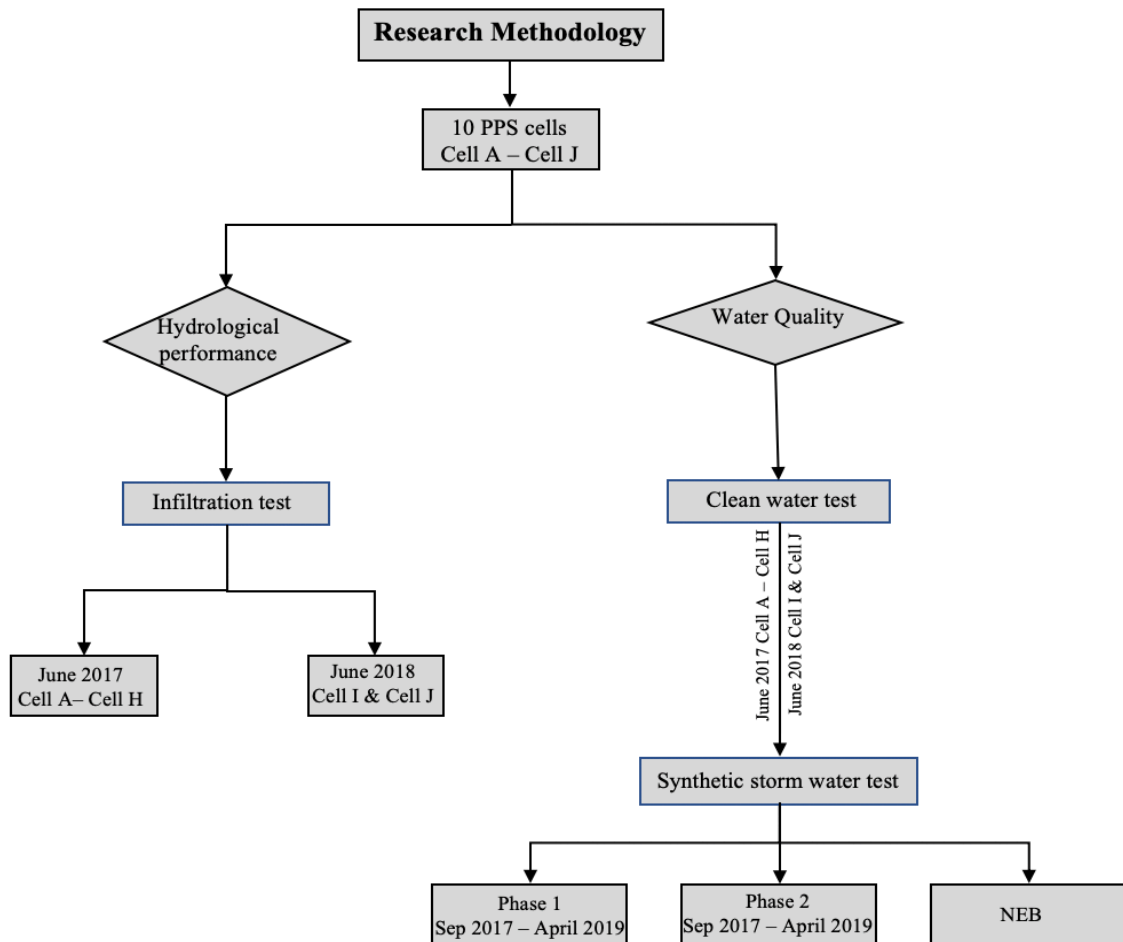 Research Methodology
10 PPS cells
Cell A – Cell J
Hydrological
performance
Water Quality
Infiltration test
Clean water test
June 2017 Cell A – Cell H
June 2018 Cell I & Cell J
June 2017
Cell A– Cell H
June 2018
Cell I & Cell J
Synthetic storm water test
Phase 1
Sep 2017 – April 2019
Phase 2
Sep 2017 – April 2019
NEB